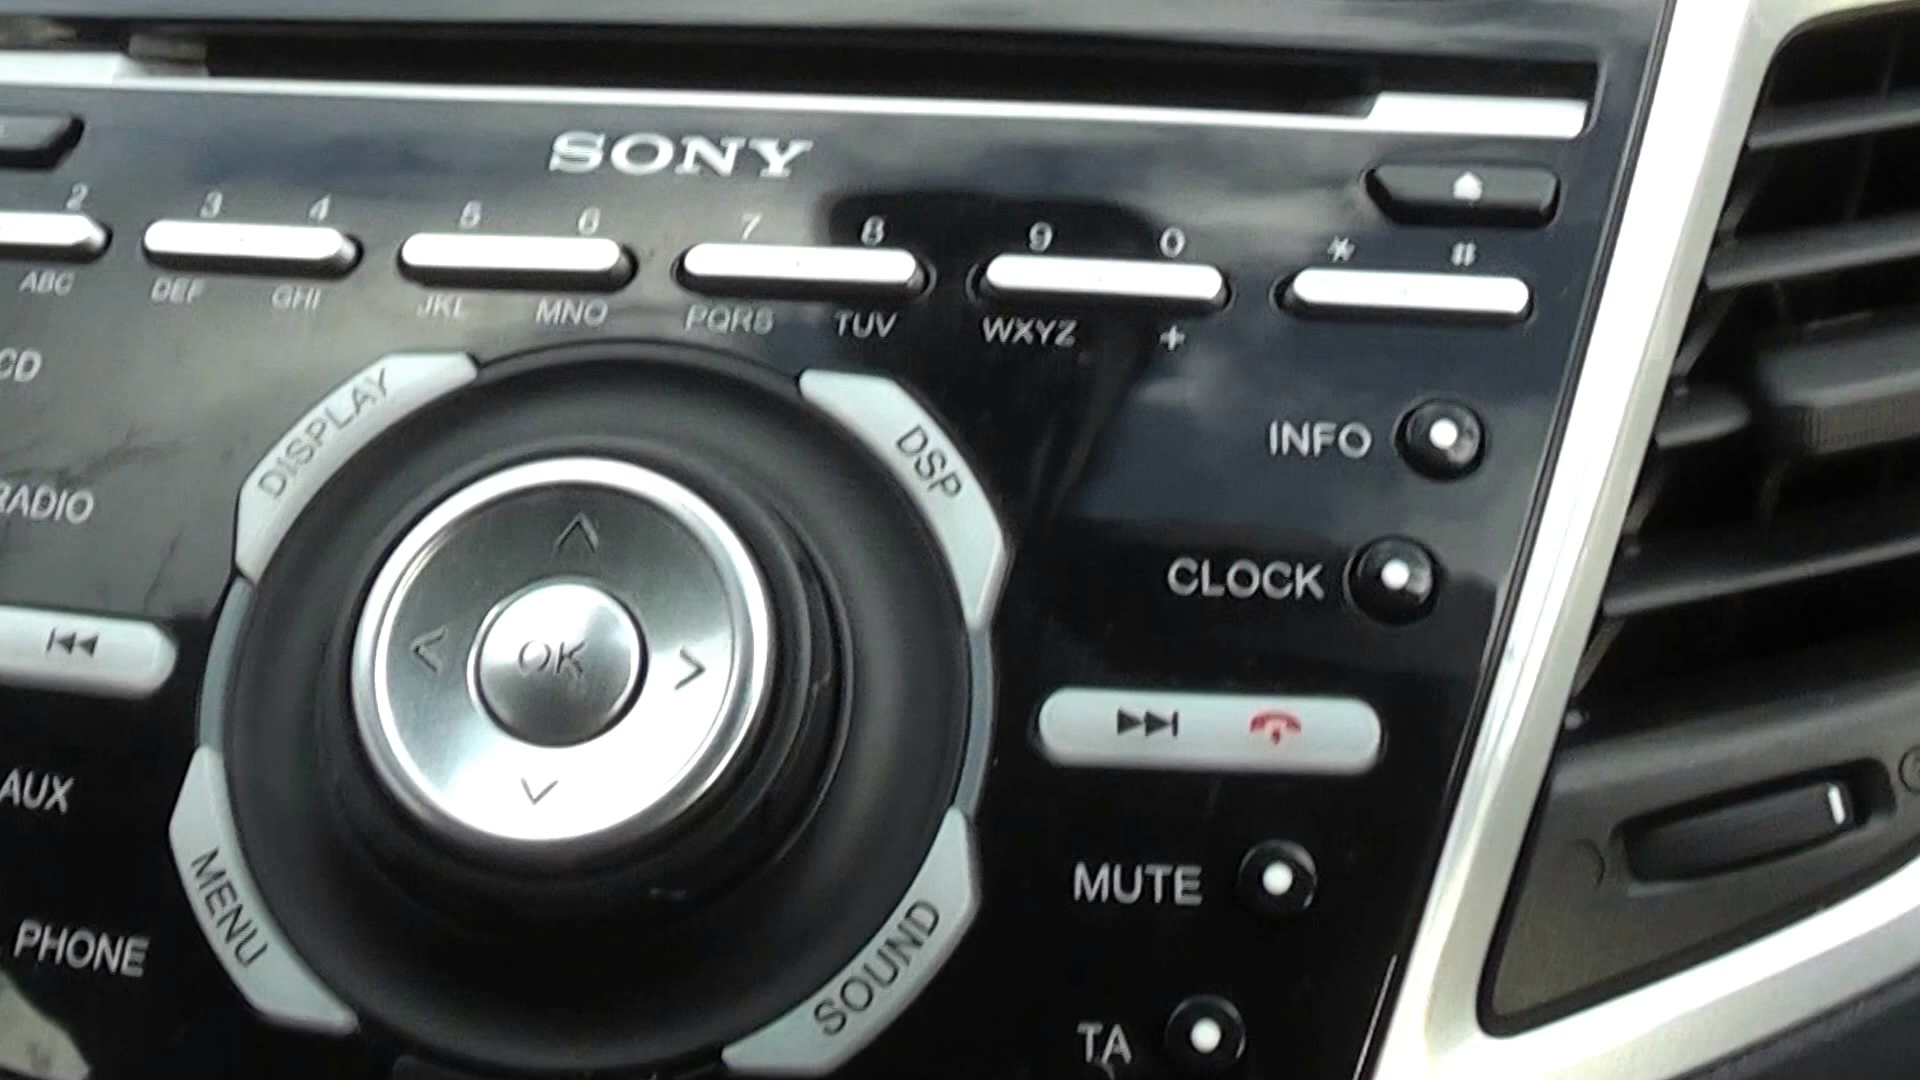 SONY
2 3 4 5 6 7 8 9 0 * #
ABC DEF GHI JKL MNO PQRS TUV WXYZ +
CD
DISPLAY
DSP
INFO
RADIO
CLOCK
OK
AUX
MENU
MUTE
PHONE
SOUND
TA